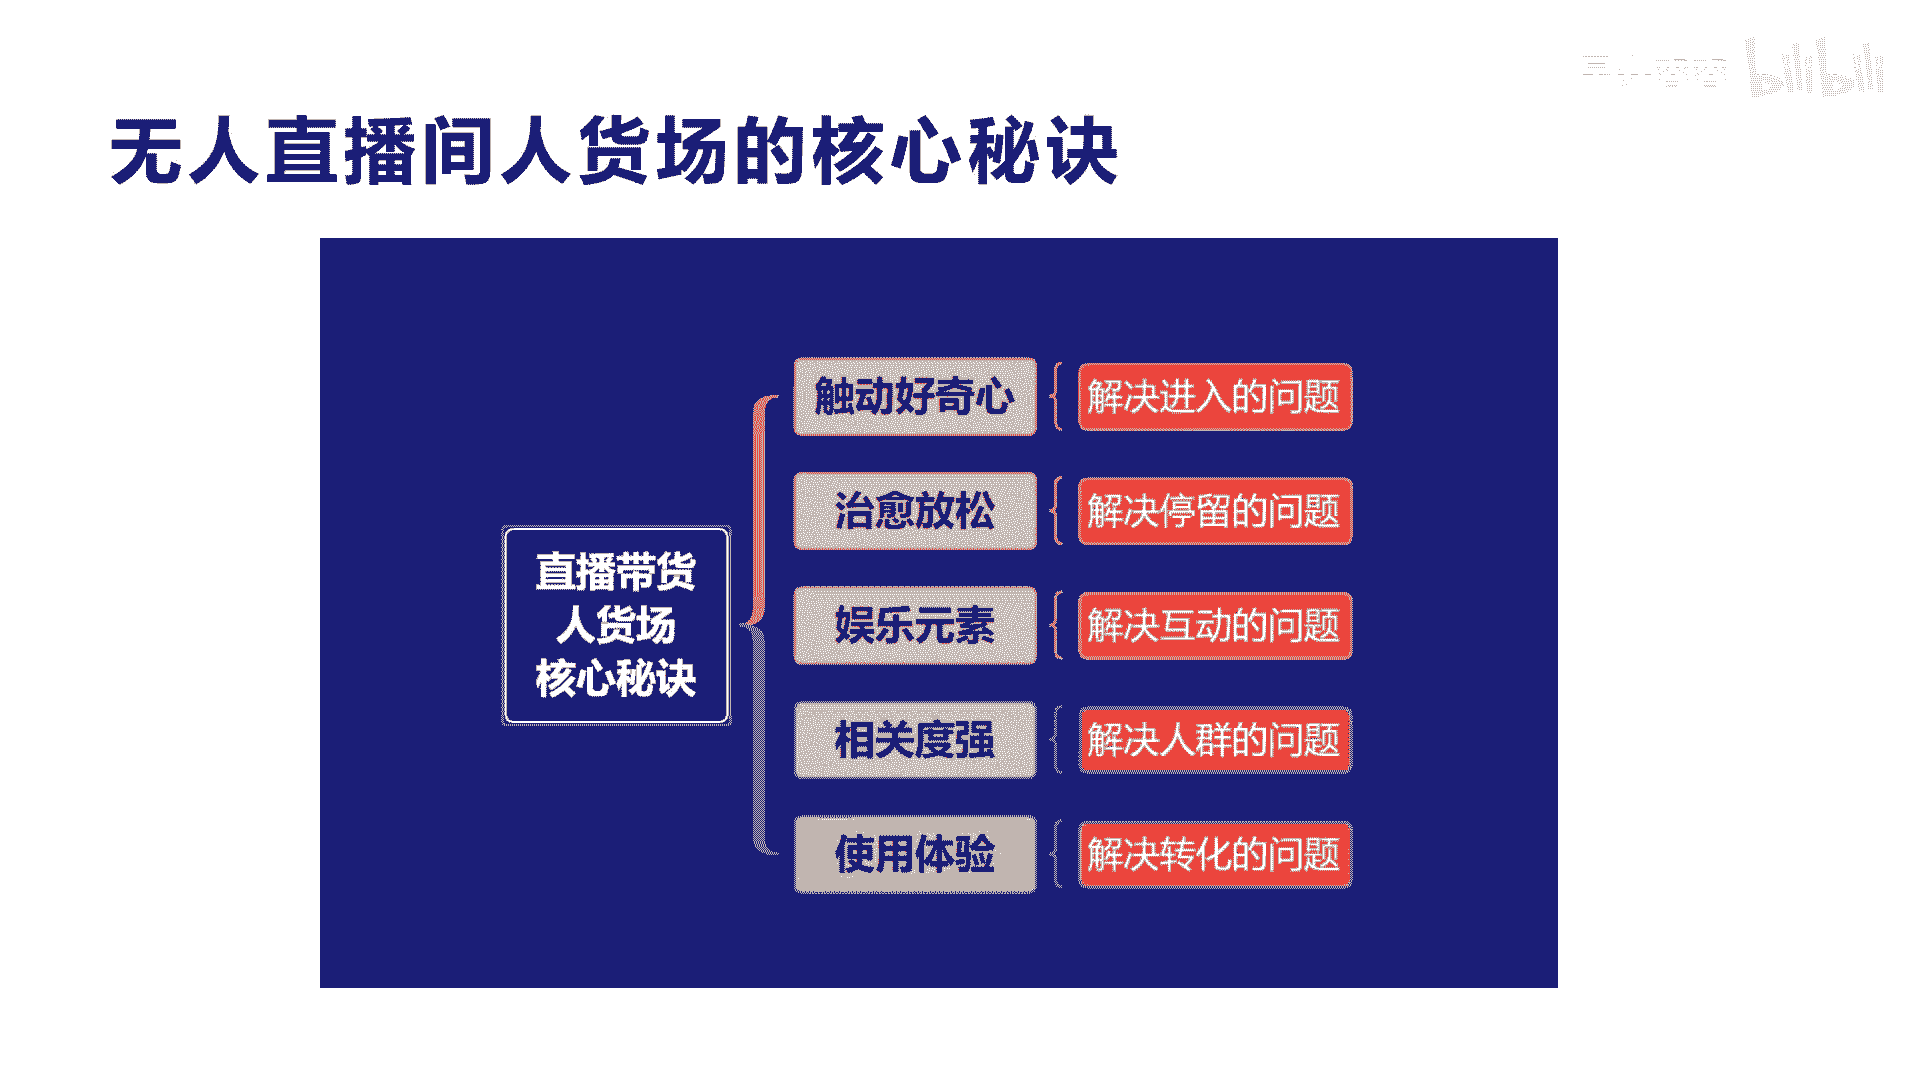 bilibili
无人直播间人货场的核心秘诀
直播带货
人货场
核心秘诀
触动好奇心
解决进入的问题
治愈放松
解决停留的问题
娱乐元素
解决互动的问题
相关度强
解决人群的问题
使用体验
解决转化的问题